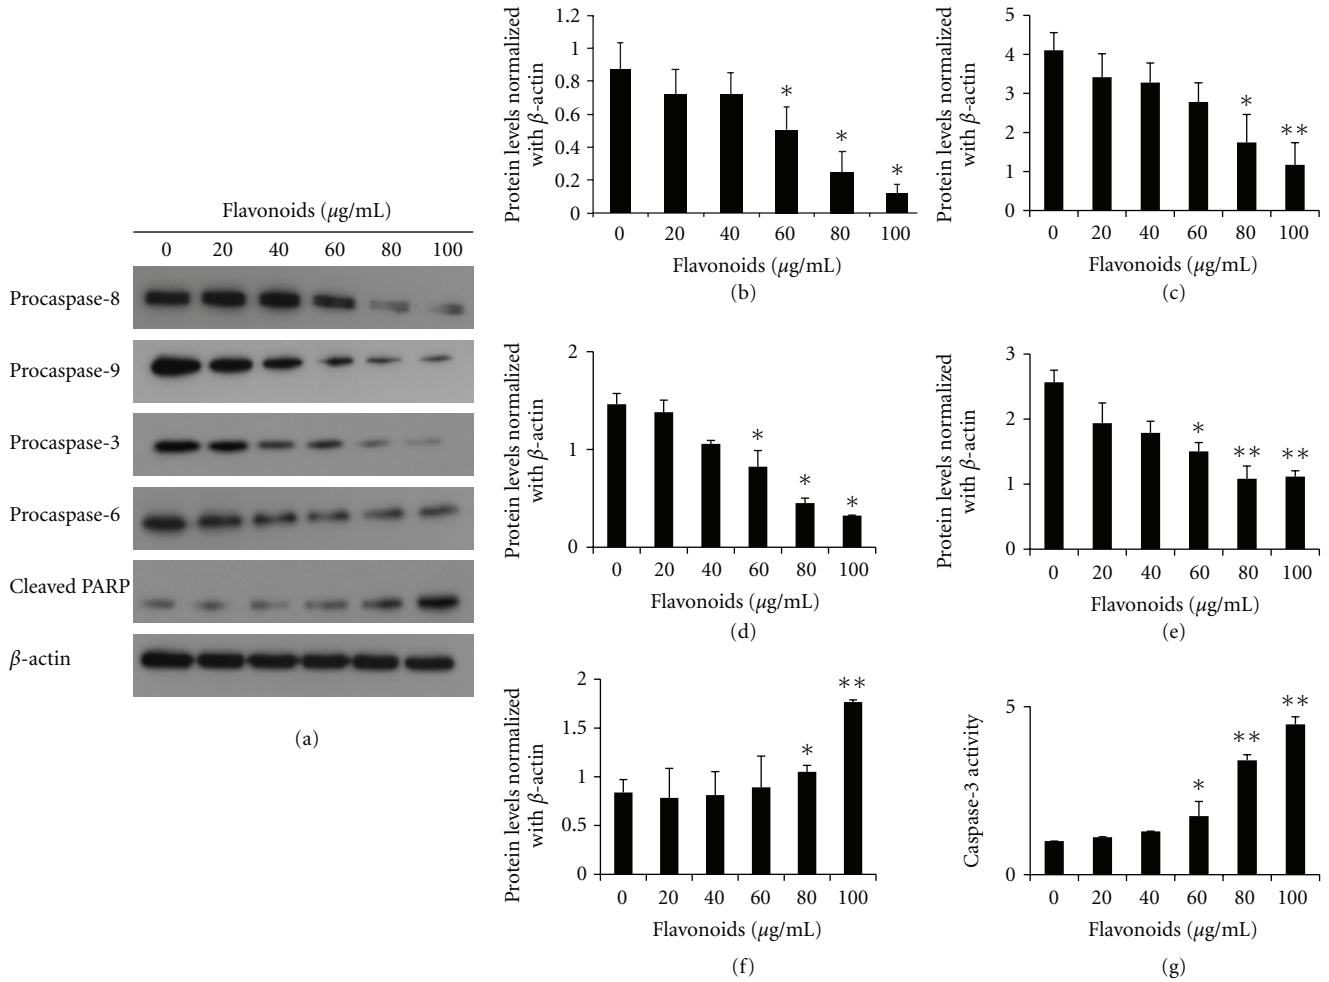 Flavonoids (μg/mL)
0 20 40 60 80 100
Procaspase-8
Procaspase-9
Procaspase-3
Procaspase-6
Cleaved PARP
β-actin
(a)
Protein levels normalized
with β-actin
1.2
1
0.8
0.6
0.4
0.2
0
*
*
*
0 20 40 60 80 100
Flavonoids (μg/mL)
(b)
Protein levels normalized
with β-actin
5
4
3
2
1
0
*
**
0 20 40 60 80 100
Flavonoids (μg/mL)
(c)
Protein levels normalized
with β-actin
2
1
0
*
*
*
0 20 40 60 80 100
Flavonoids (μg/mL)
(d)
Protein levels normalized
with β-actin
3
2
1
0
*
**
**
0 20 40 60 80 100
Flavonoids (μg/mL)
(e)
Protein levels normalized
with β-actin
2
1.5
1
0.5
0
*
**
0 20 40 60 80 100
Flavonoids (μg/mL)
(f)
Caspase-3 activity
5
0
*
**
**
0 20 40 60 80 100
Flavonoids (μg/mL)
(g)